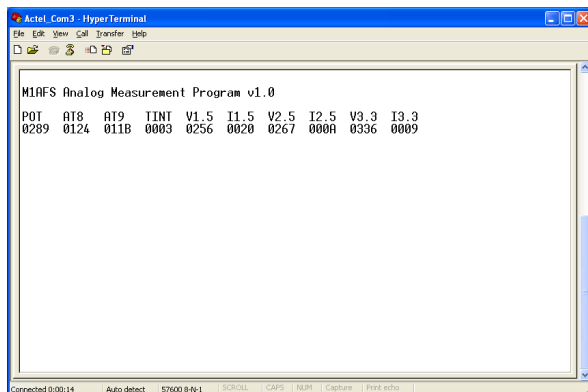 Actel_Com3 - HyperTerminal
File Edit View Call Transfer Help
M1AFS Analog Measurement Program v1.0
POT AT8 AT9 TINT V1.5 I1.5 V2.5 I2.5 V3.3 I3.3
0289 0124 011B 0003 0256 0020 0267 000A 0336 0009
Connected 0:00:14 Auto detect 57600 8-N-1 SCROLL CAPS NUM Capture Print echo